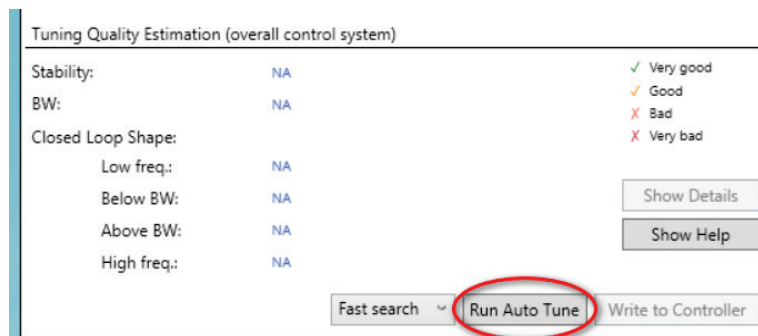 Tuning Quality Estimation (overall control system)
Stability: NA
BW: NA
Closed Loop Shape:
Low freq.: NA
Below BW: NA
Above BW: NA
High freq.: NA
✓ Very good
✓ Good
✗ Bad
✗ Very bad
Show Details
Show Help
Fast search Run Auto Tune Write to Controller